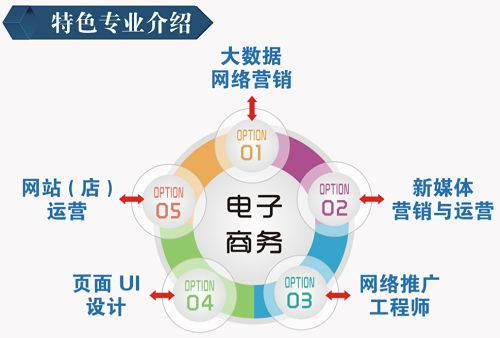 特色专业介绍
大数据
网络营销
OPTION
01
新媒体
营销与运营
OPTION
02
网络推广
工程师
OPTION
03
页面 UI
设计
OPTION
04
网站（店）
运营
OPTION
05
电子
商务